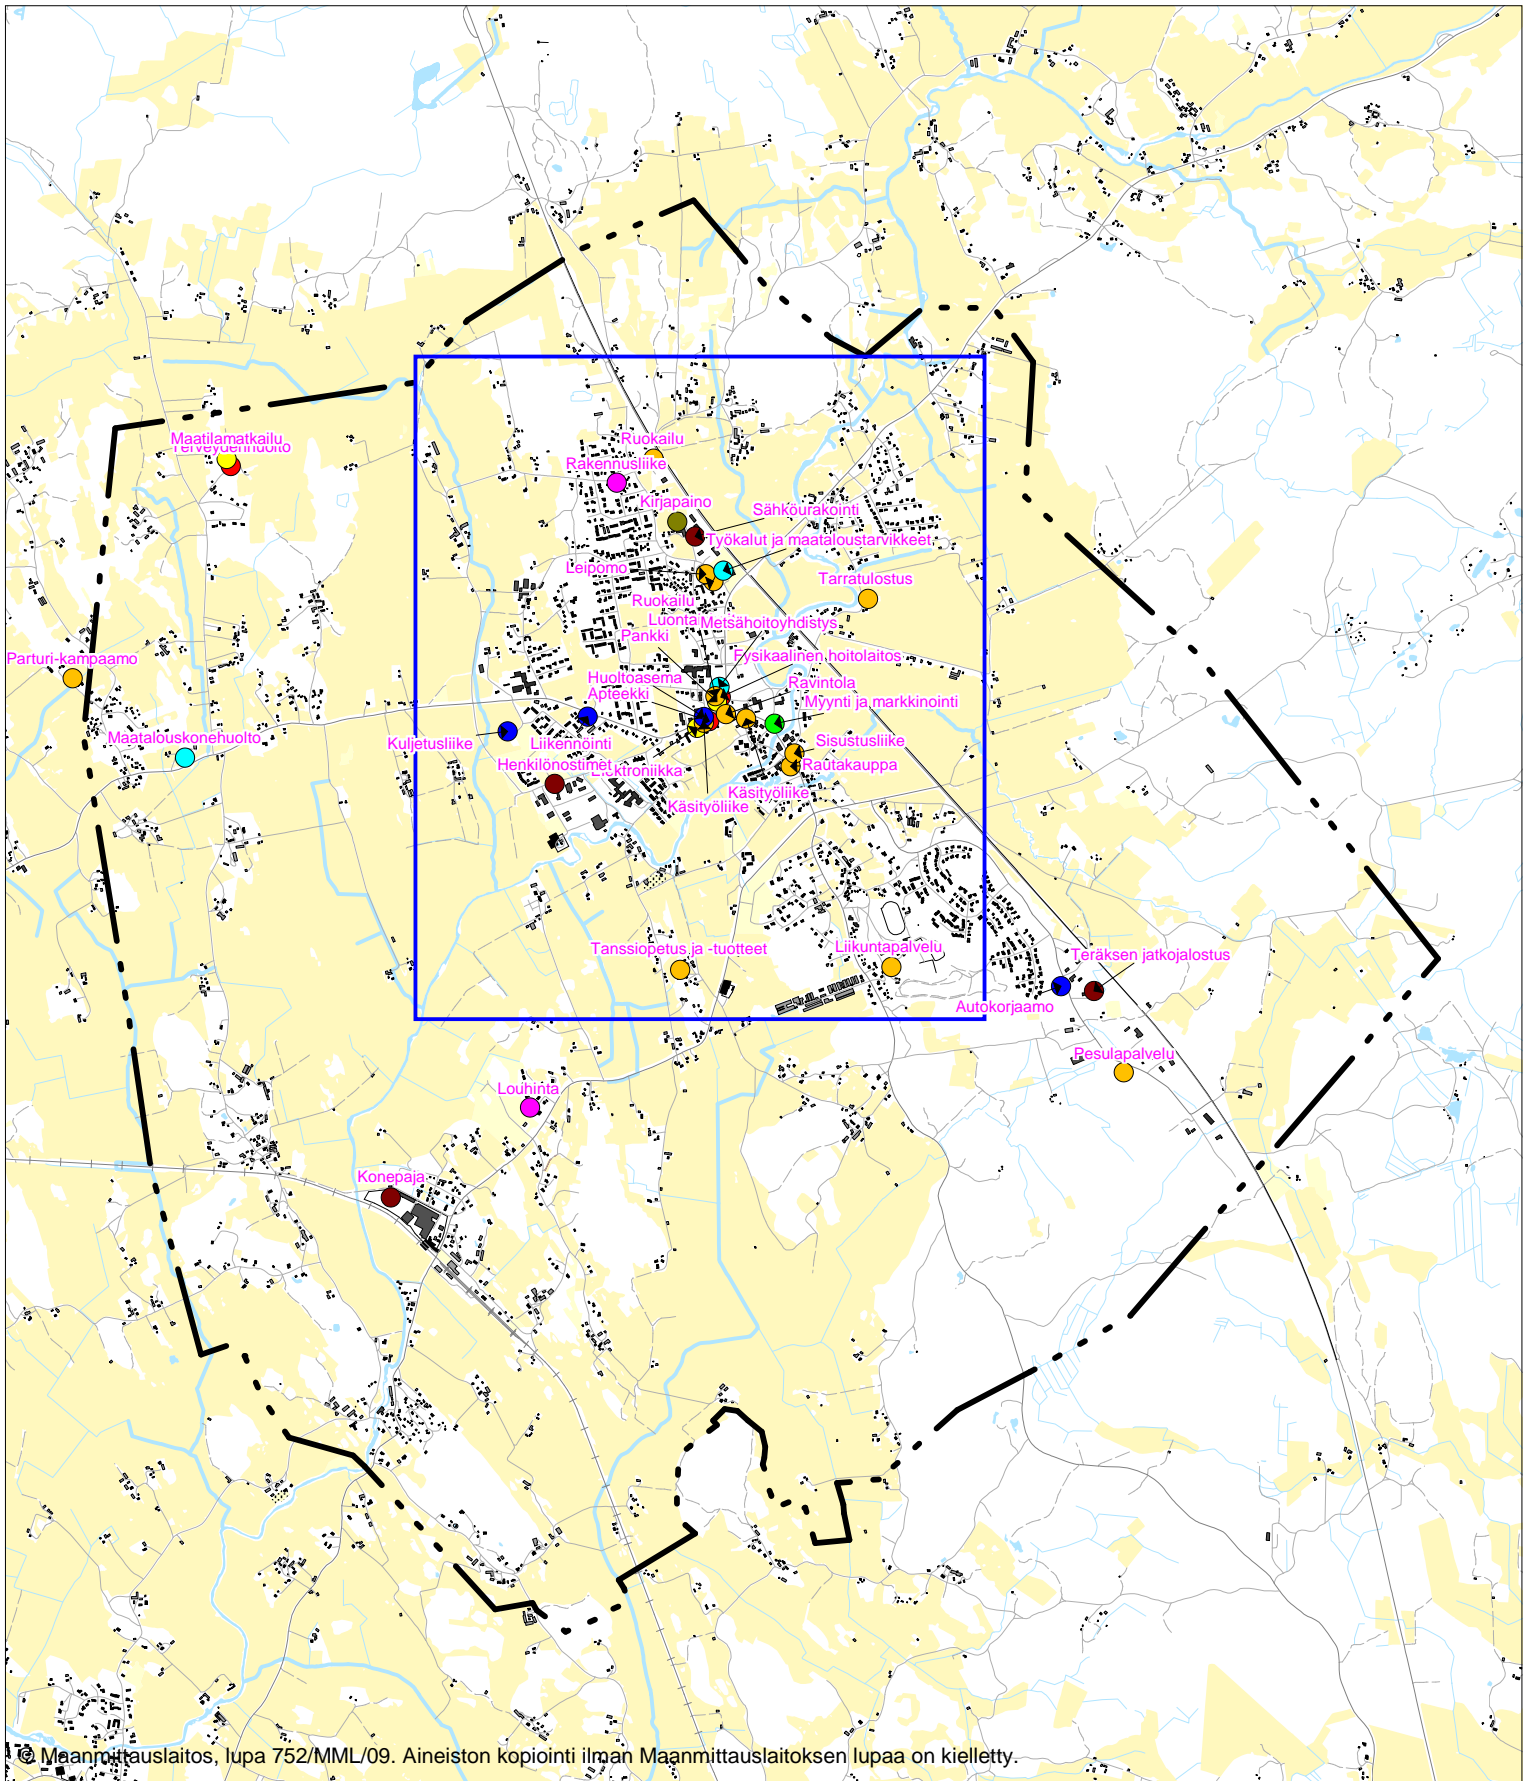 Maatilamatkailu
Terveydenhuolto
Ruokailu
Rakennusliike
Kirjapaino
Sähköurakointi
Työkalut ja maataloustarvikkeet
Leipomo
Tarratulostus
Ruokailu
Luonta
Metsähoitoyhdistys
Pankki
Fysikaalinen hoitolaitos
Parturi-kampaamo
Huoltoasema
Ravintola
Apteekki
Myynti ja markkinointi
Maatalouskonehuolto
Kuljetusliike
Liikennöinti
Sisustusliike
Henkilönostimet
Elektroniikka
Rautakauppa
Käsityöliike
Käsityöliike
Tanssiopetus ja -tuotteet
Liikuntapalvelu
Teräksen jatkojalostus
Autokorjaamo
Pesulapalvelu
Louhinta
Konepaja
© Maanmittauslaitos, lupa 752/MML/09. Aineiston kopiointi ilman Maanmittauslaitoksen lupaa on kielletty.